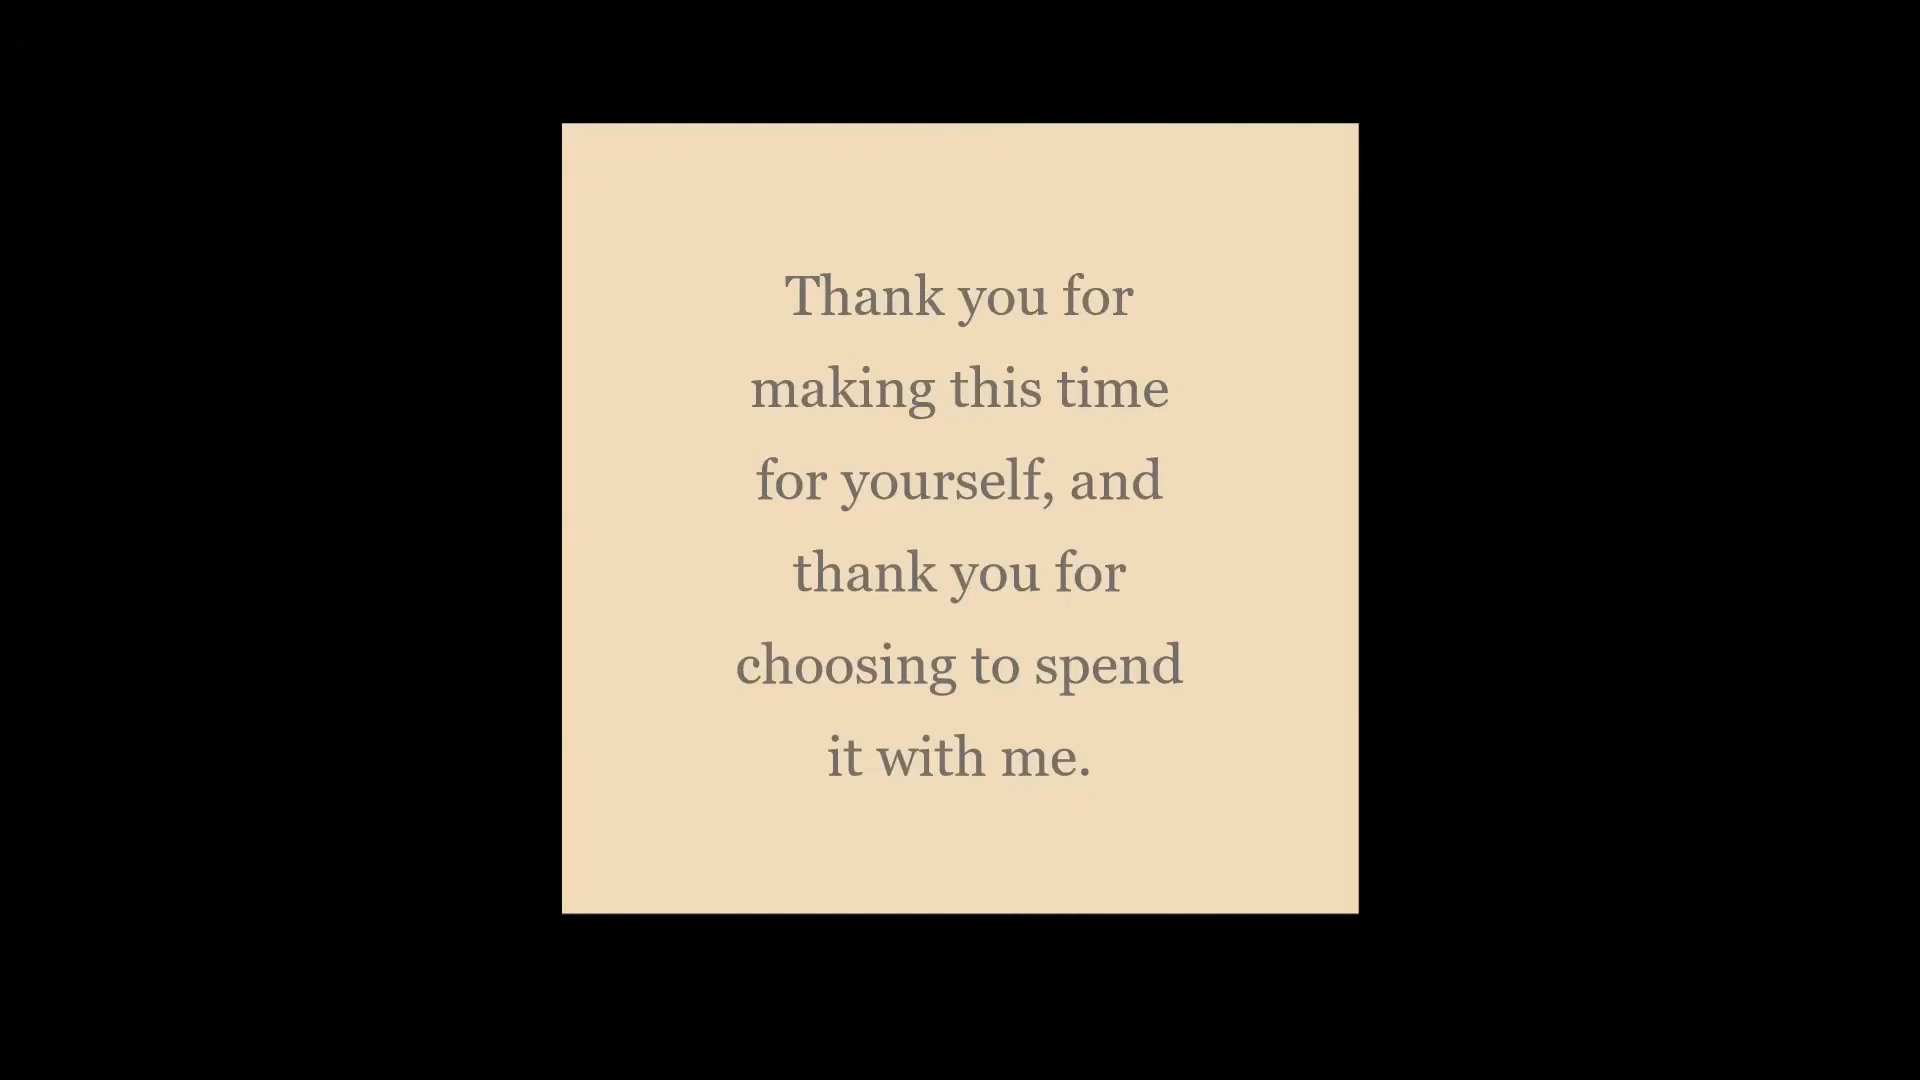 Thank you for
making this time
for yourself, and
thank you for
choosing to spend
it with me.